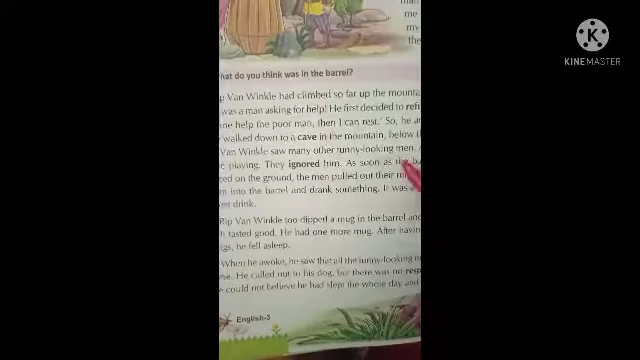 me
my
the
hat do you think was in the barrel?
p Van Winkle had climbed so far up the mounta
was a man asking for help! He first decided to refu
ne help the poor man, then I can rest.' So, he a
walked down to a cave in the mountain, below th
Van Winkle saw many other funny-looking men.
e playing. They ignored him. As soon as the ba
ced on the ground, the men pulled out their m
m into the barrel and drank something. It was
et drink.
Rip Van Winkle too dipped a mug in the barrel and
h tasted good. He had one more mug. After havin
gs, he fell asleep.
When he awoke, he saw that all the funny-looking m
ne. He called out to his dog, but there was no resp
e could not believe he had slept the whole day and
English-3
K
KINEMASTER